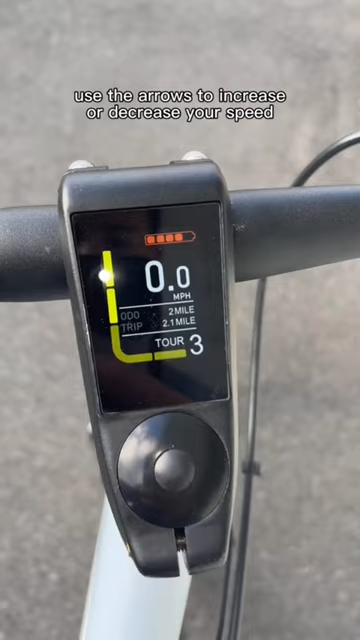 use the arrows to increase
or decrease your speed
0.0
MPH
ODO 2 MILE
TRIP 2.1 MILE
TOUR 3